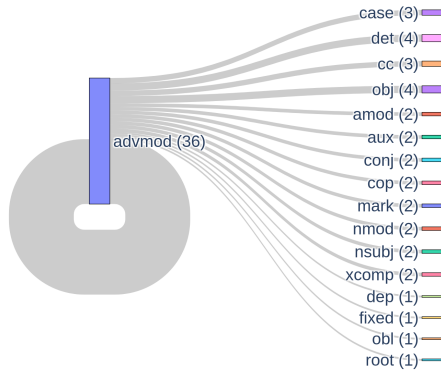 case (3)
det (4)
cc (3)
obj (4)
amod (2)
advmod (36)
aux (2)
conj (2)
cop (2)
mark (2)
nmod (2)
nsubj (2)
xcomp (2)
dep (1)
fixed (1)
obl (1)
root (1)